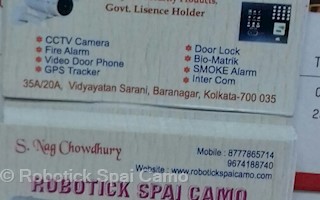 Govt. Lisence Holder
• CCTV Camera
• Fire Alarm
• Video Door Phone
• GPS Tracker
• Door Lock
• Bio-Matrik
• SMOKE Alarm
• Inter Com
35A/20A, Vidyayatan Sarani, Baranagar, Kolkata-700 035
S. Nag Chowdhury
Mobile : 8777865714
9674188740
Website : www.robotickspaicamo.com
ROBOTICK SPAI CAMO
© Robotick Spai Camo